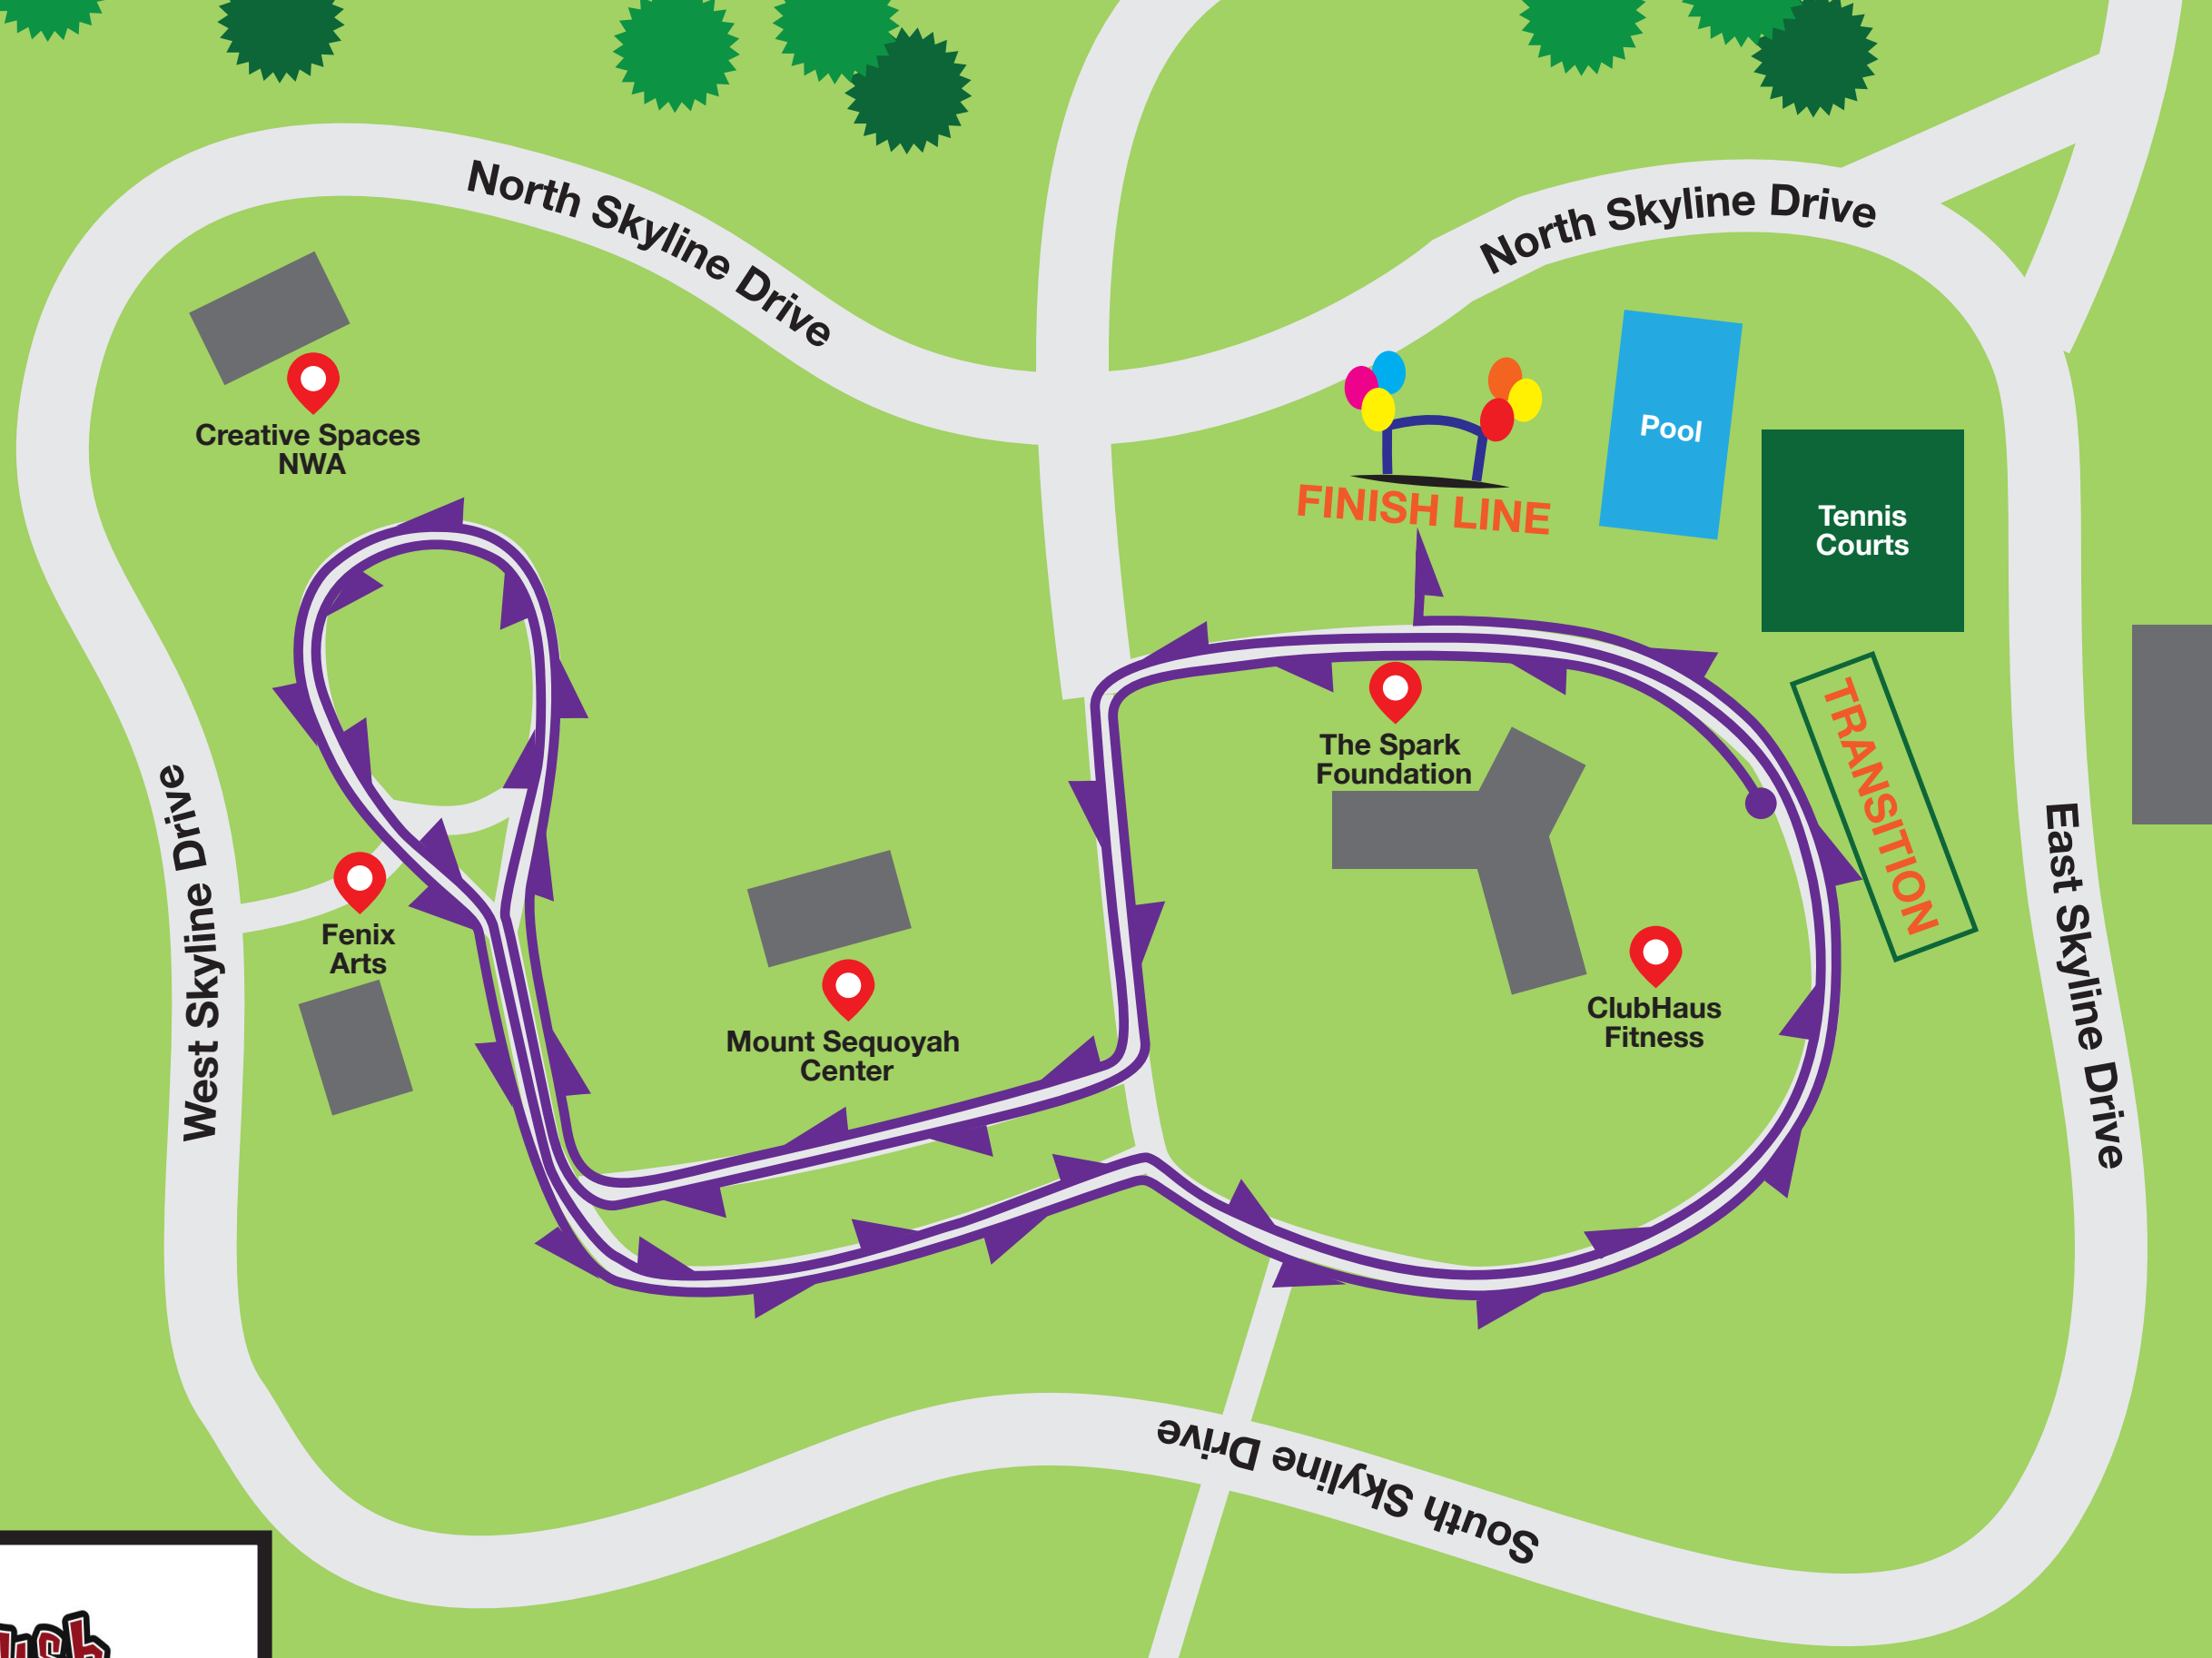 North Skyline Drive
North Skyline Drive
Creative Spaces
NWA
Pool
FINISH LINE
Tennis
Courts
TRANSITION
The Spark
Foundation
West Skyline Drive
East Skyline Drive
Fenix
Arts
Mount Sequoyah
Center
ClubHaus
Fitness
South Skyline Drive